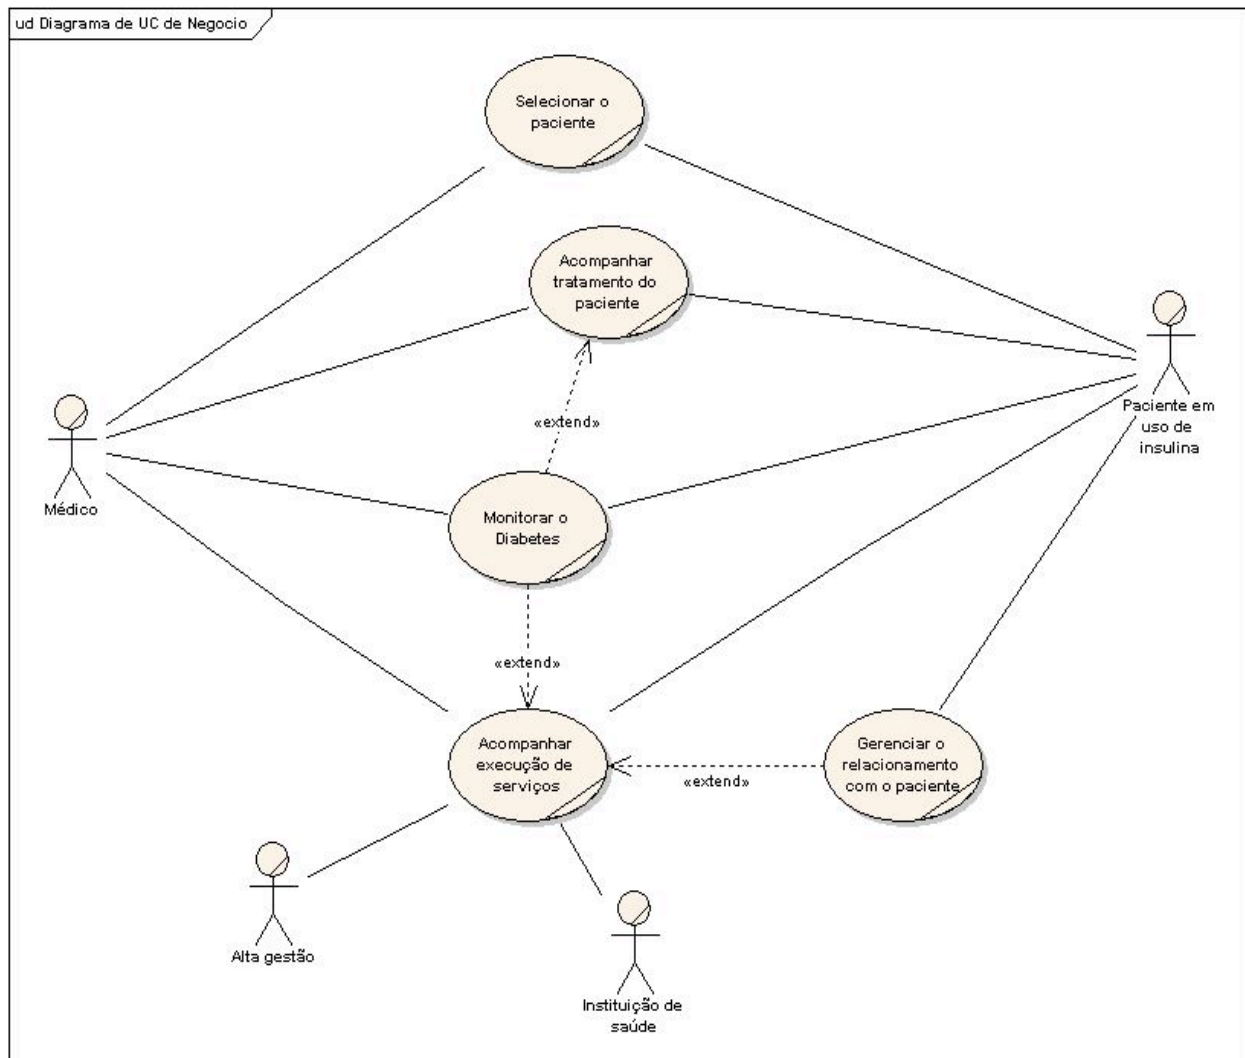 ud Diagrama de UC de Negocio
Selecionar o
paciente
Acompanhar
tratamento do
paciente
Paciente em
uso de
insulina
«extend»
Médico
Monitorar o
Diabetes
«extend»
Acompanhar
execução de
serviços
Gerenciar o
relacionamento
com o paciente
«extend»
Alta gestão
Instituição de
saúde